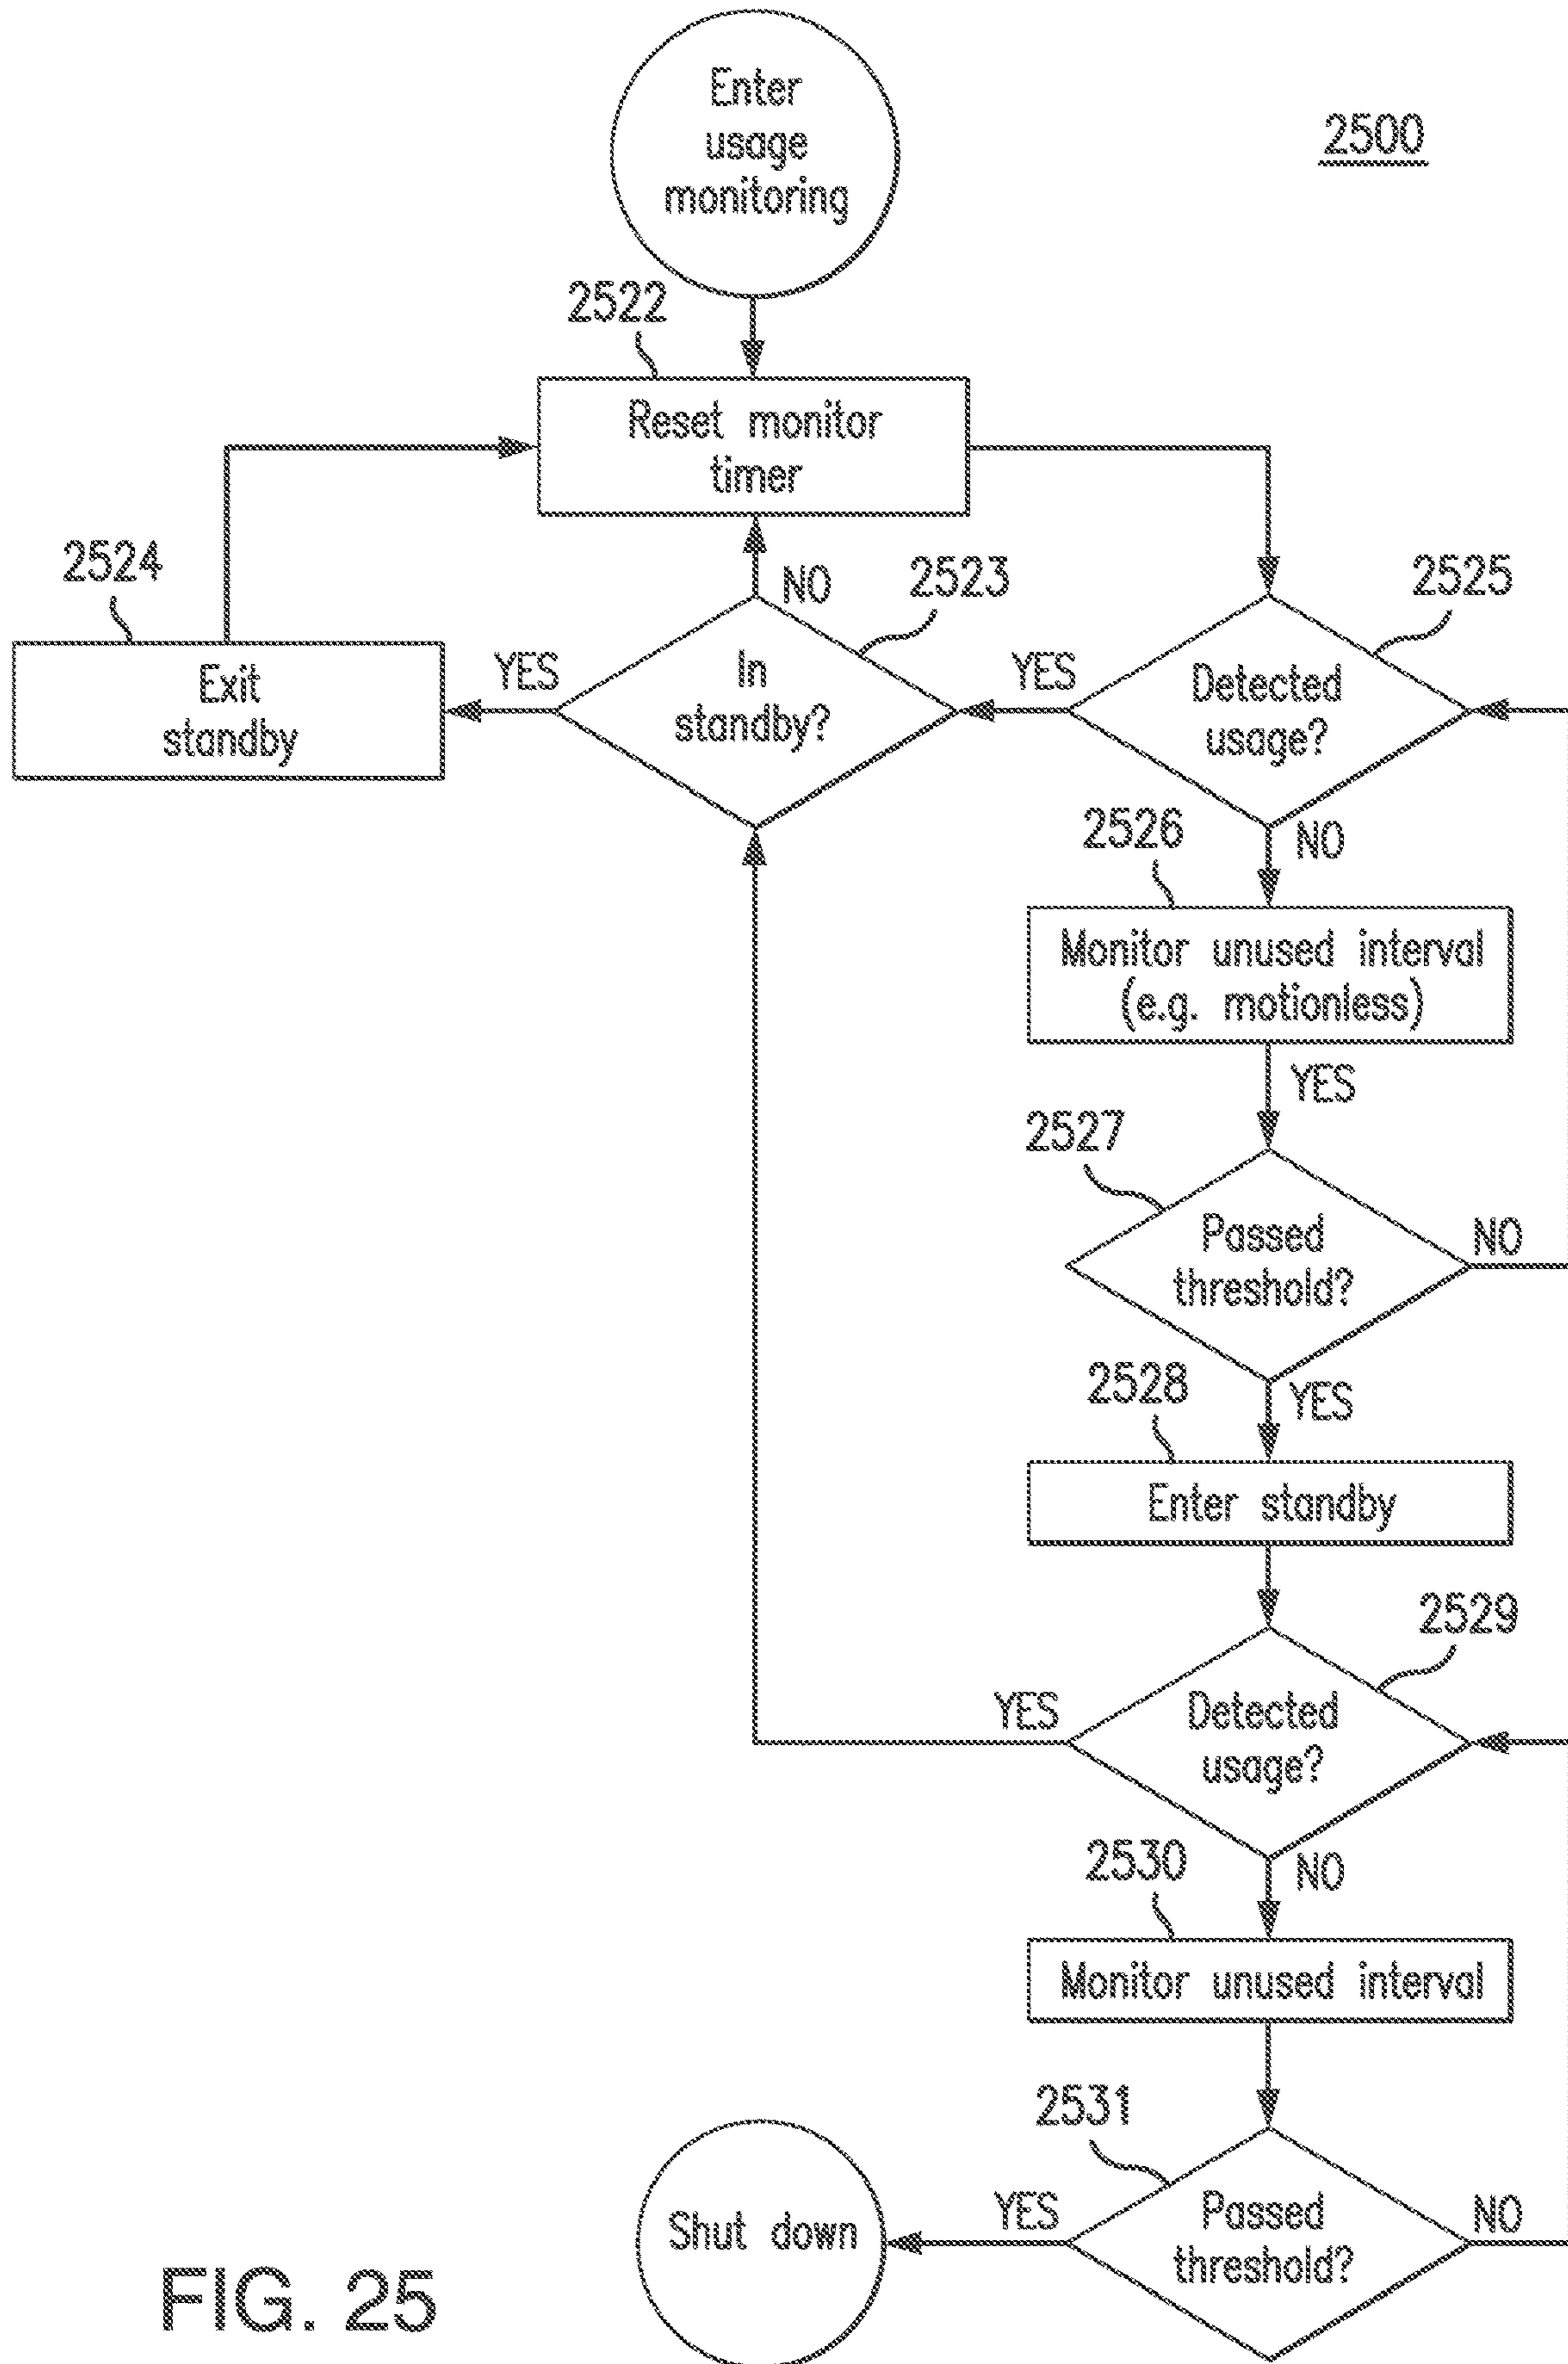 Enter
usage
monitoring
2500
2522
Reset monitor
timer
2524
Exit
standby
YES
NO
2523
In
standby?
YES
2525
Detected
usage?
NO
2526
Monitor unused interval
(e.g. motionless)
YES
2527
Passed
threshold?
NO
YES
2528
Enter standby
2529
Detected
usage?
YES
NO
2530
Monitor unused interval
2531
Passed
threshold?
YES
NO
Shut down
FIG. 25